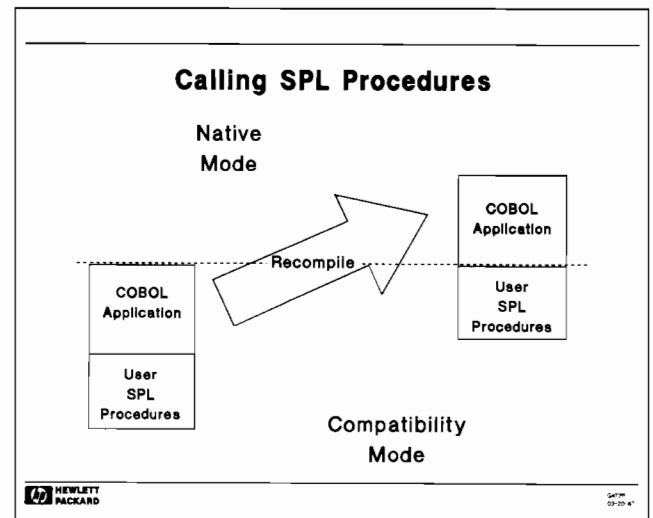 Calling SPL Procedures
Native
Mode
COBOL
Application
Recompile
COBOL
Application
User
SPL
Procedures
User
SPL
Procedures
Compatibility
Mode
hp HEWLETT
PACKARD